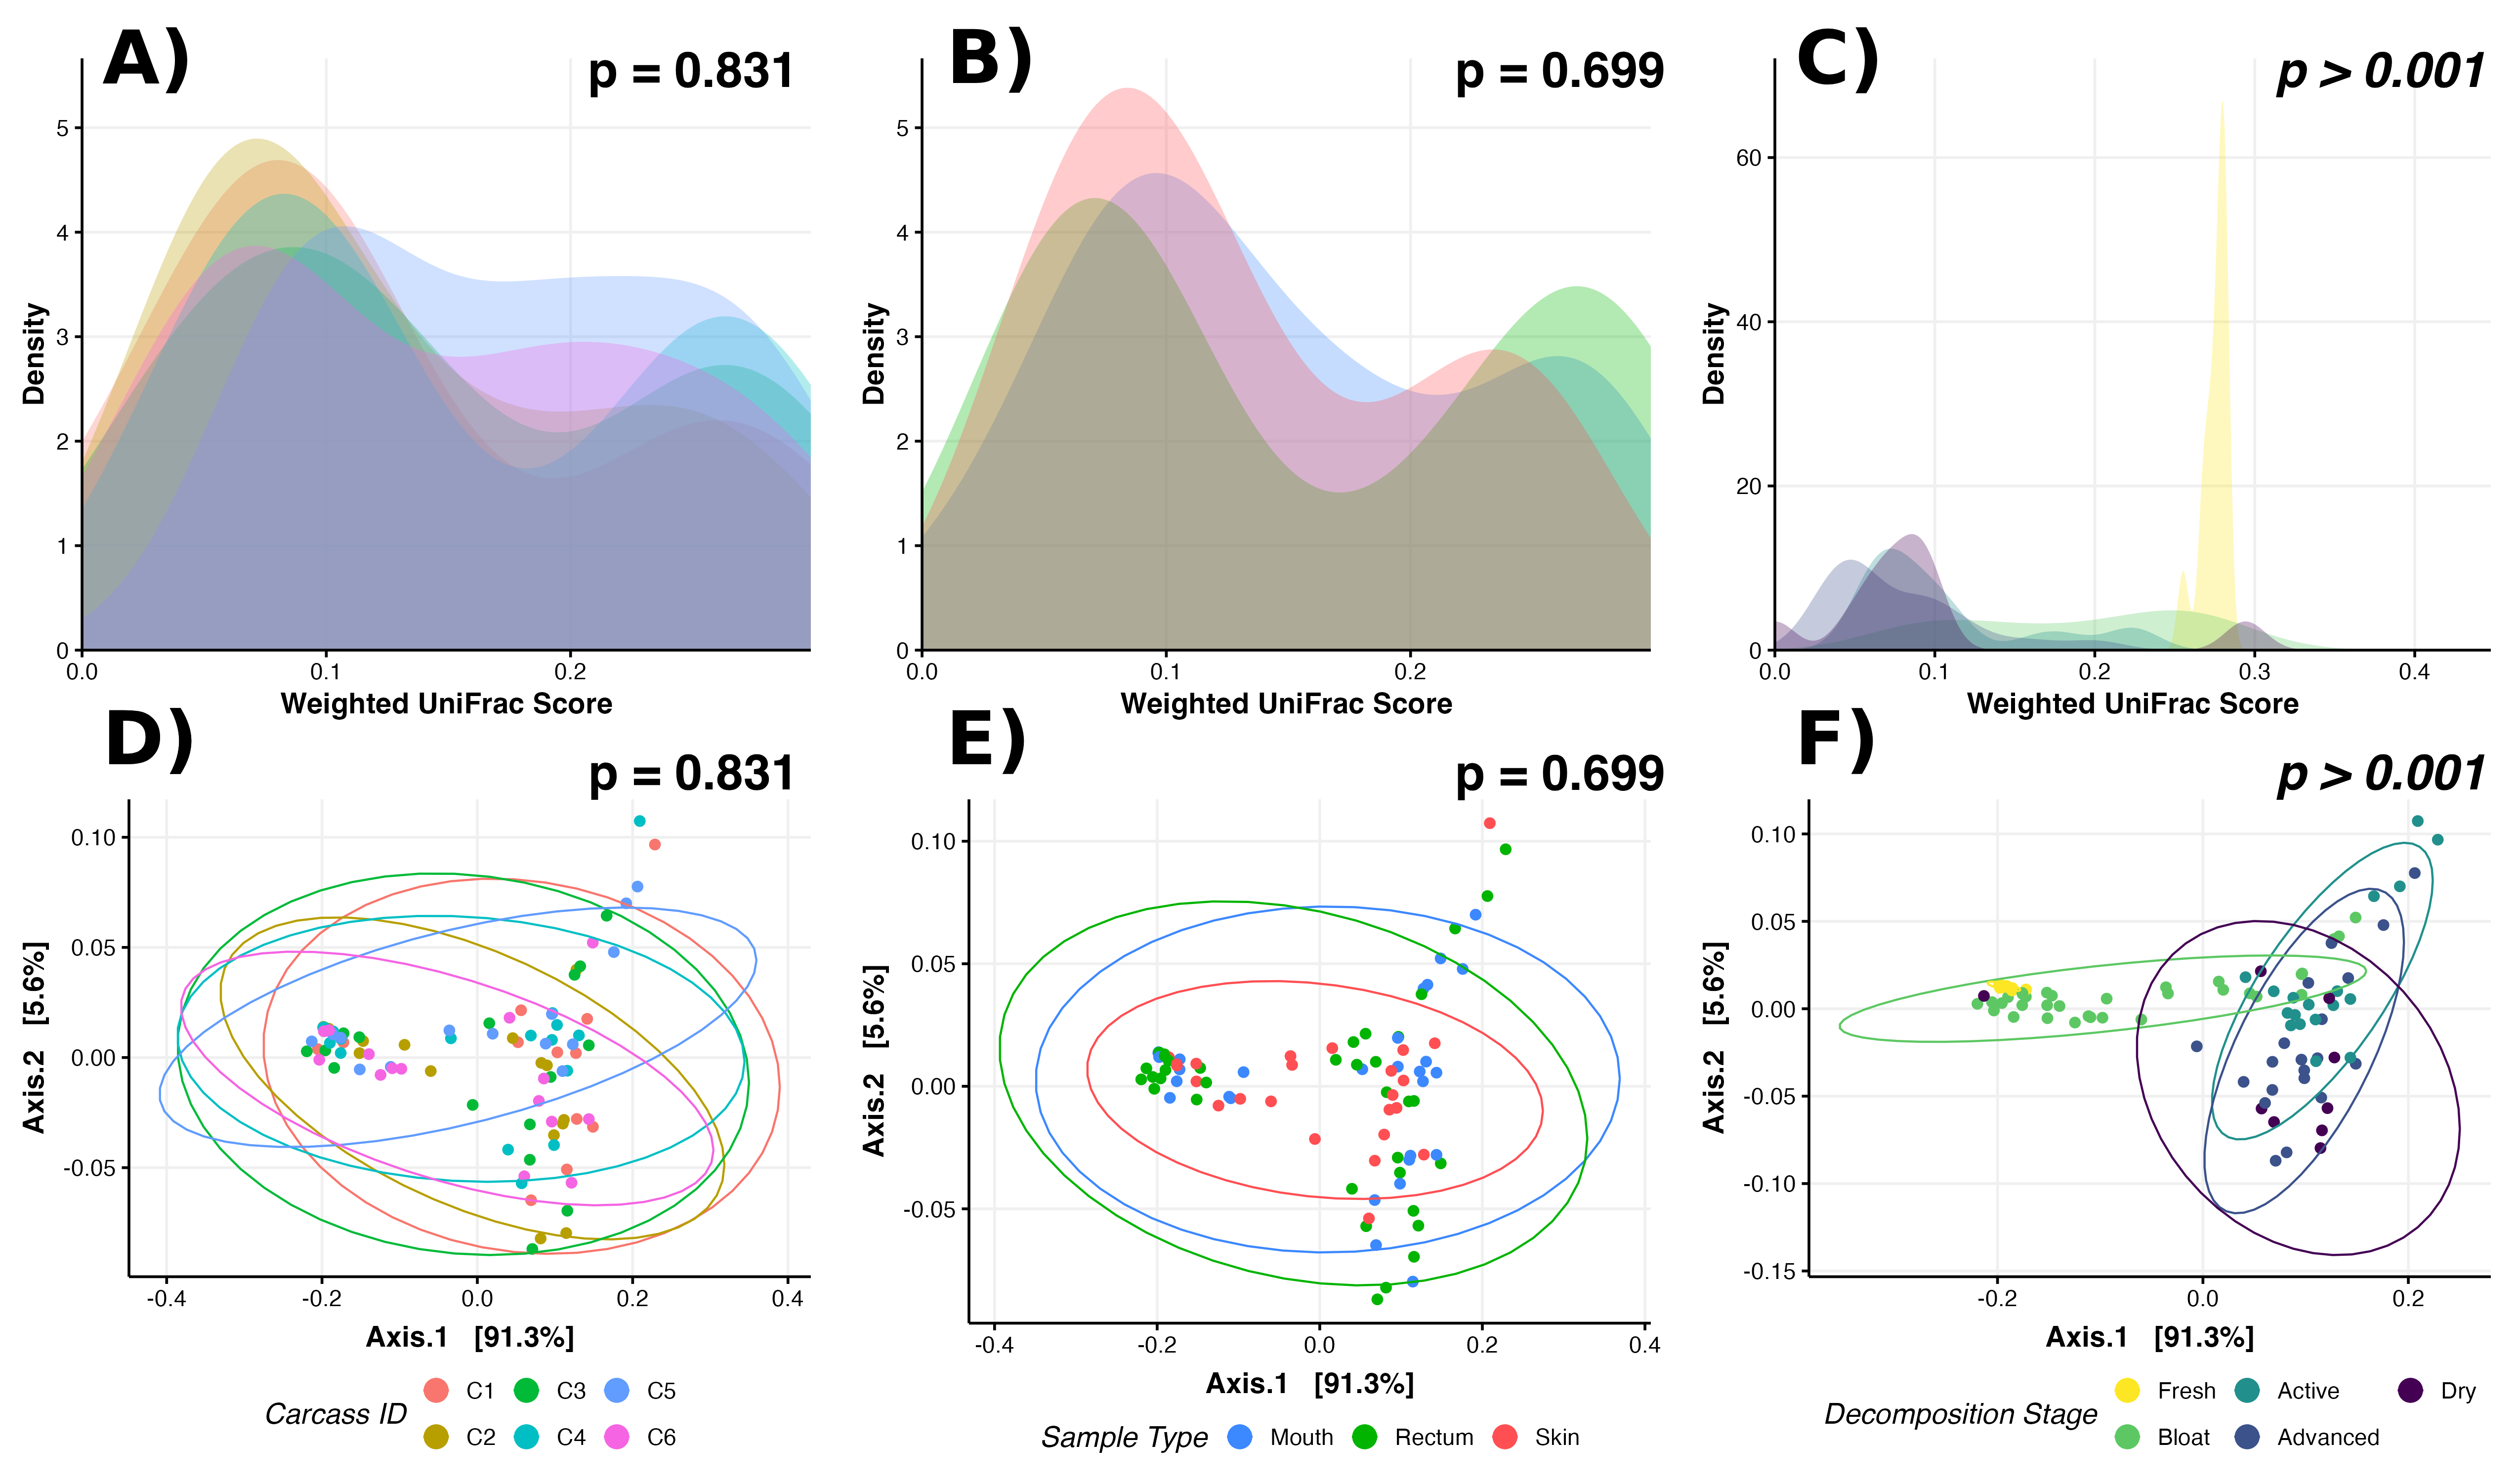 A)
p = 0.831
5
4
3
2
1
0
Density
0.0 0.1 0.2
Weighted UniFrac Score
B)
p = 0.699
5
4
3
2
1
0
Density
0.0 0.1 0.2
Weighted UniFrac Score
C)
p > 0.001
60
40
20
0
Density
0.0 0.1 0.2 0.3 0.4
Weighted UniFrac Score
D)
p = 0.831
0.10
0.05
0.00
-0.05
Axis.2 [5.6%]
-0.4 -0.2 0.0 0.2 0.4
Axis.1 [91.3%]
Carcass ID
C1 C3 C5
C2 C4 C6
E)
p = 0.699
0.10
0.05
0.00
-0.05
Axis.2 [5.6%]
-0.4 -0.2 0.0 0.2 0.4
Axis.1 [91.3%]
Sample Type Mouth Rectum Skin
F)
p > 0.001
0.10
0.05
0.00
-0.05
-0.10
-0.15
Axis.2 [5.6%]
-0.2 0.0 0.2
Axis.1 [91.3%]
Decomposition Stage
Fresh Active Dry
Bloat Advanced